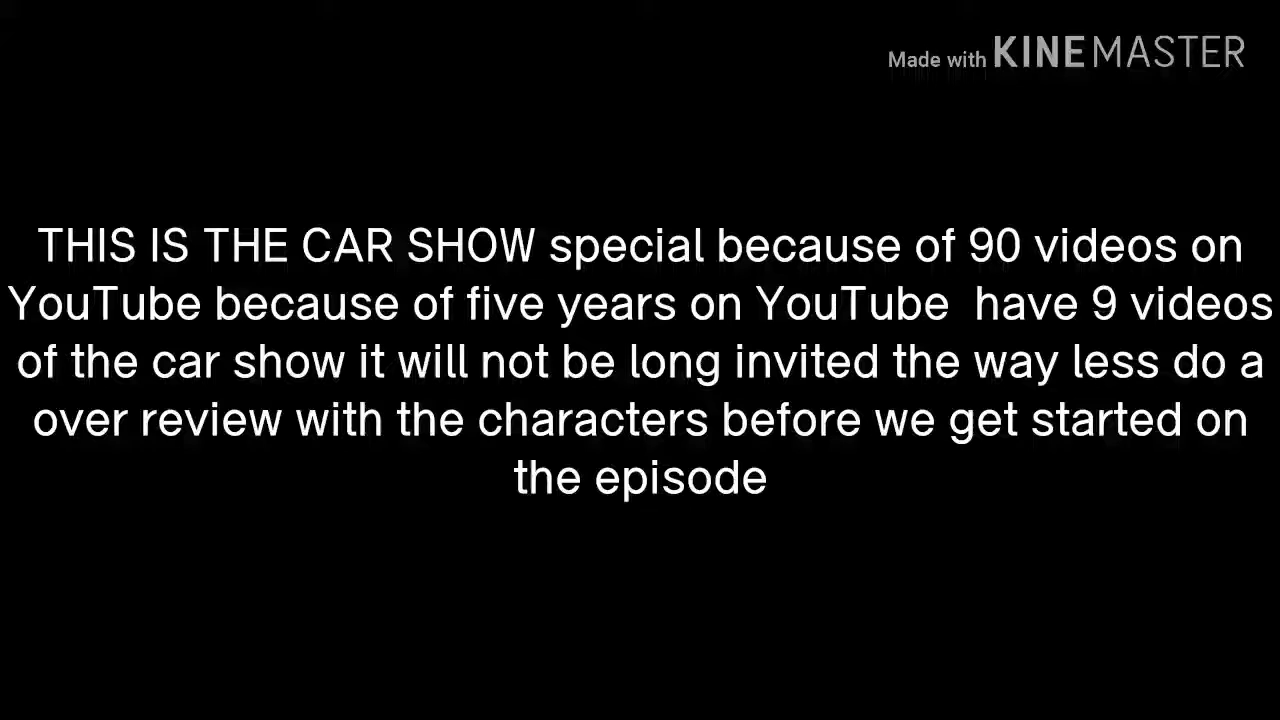 Made with KINEMASTER
THIS IS THE CAR SHOW special because of 90 videos on
YouTube because of five years on YouTube  have 9 videos
of the car show it will not be long invited the way less do a
over review with the characters before we get started on
the episode